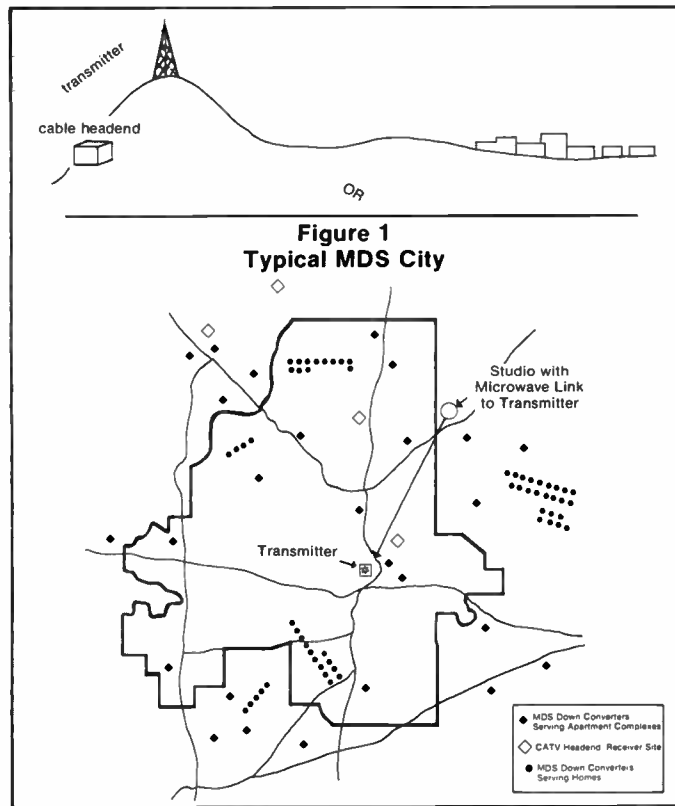 transmitter
cable headend
OR
Figure 1
Typical MDS City
Studio with
Microwave Link
to Transmitter
Transmitter
MDS Down Converters
Serving Apartment Complexes
CATV Headend Receiver Site
MDS Down Converters
Serving Homes